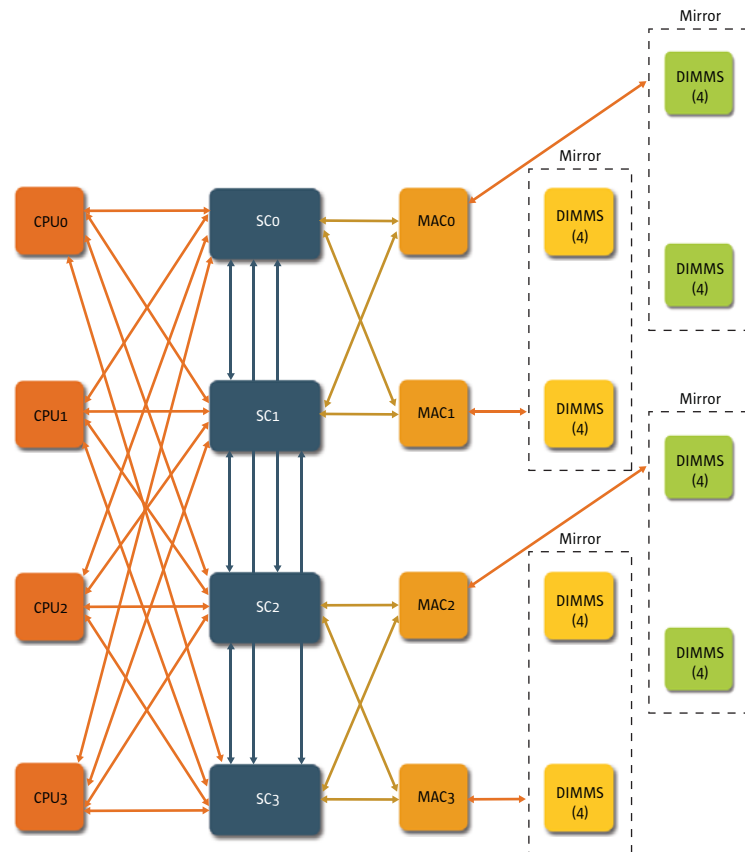 Mirror
DIMMS
(4)
Mirror
CPU0
SC0
MAC0
DIMMS
(4)
DIMMS
(4)
CPU1
SC1
MAC1
DIMMS
(4)
Mirror
DIMMS
(4)
Mirror
CPU2
SC2
MAC2
DIMMS
(4)
DIMMS
(4)
CPU3
SC3
MAC3
DIMMS
(4)